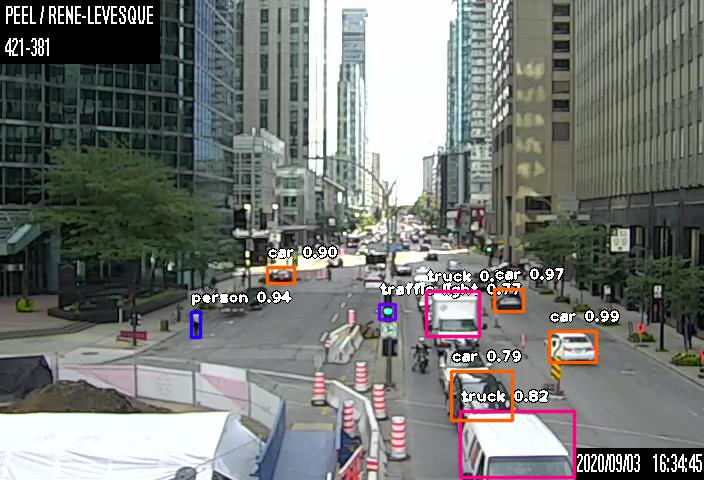 PEEL / RENE-LEVESQUE
421-381
car 0.90
truck 0.
car 0.97
traffic light 0.77
person 0.94
car 0.99
car 0.79
truck 0.82
2020/09/03 16:34:45